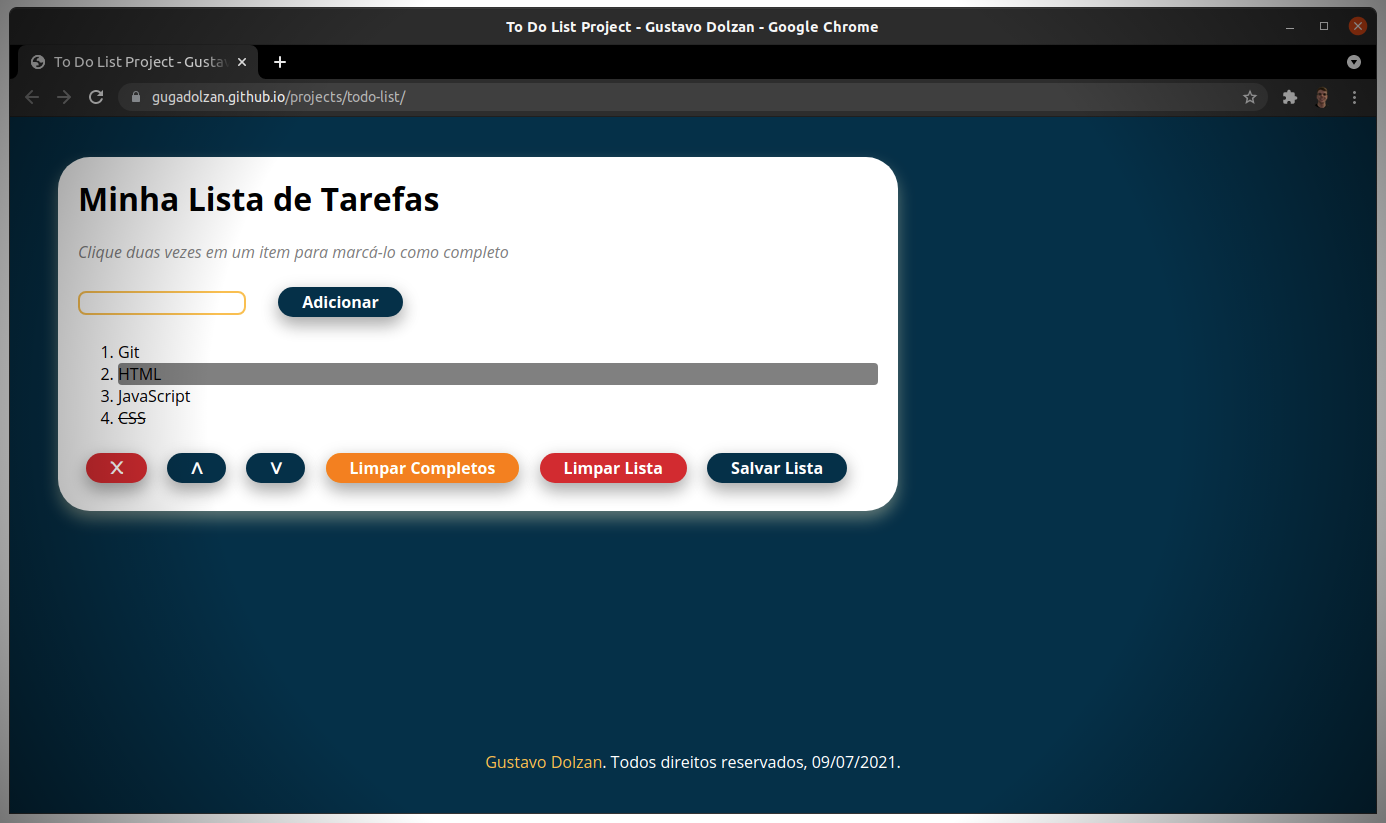 To Do List Project - Gustavo Dolzan - Google Chrome
To Do List Project - Gusta
gugadolzan.github.io/projects/todo-list/
Minha Lista de Tarefas
Clique duas vezes em um item para marcá-lo como completo
Adicionar
1. Git
2. HTML
3. JavaScript
4. CSS
X Λ V Limpar Completos Limpar Lista Salvar Lista
Gustavo Dolzan. Todos direitos reservados, 09/07/2021.